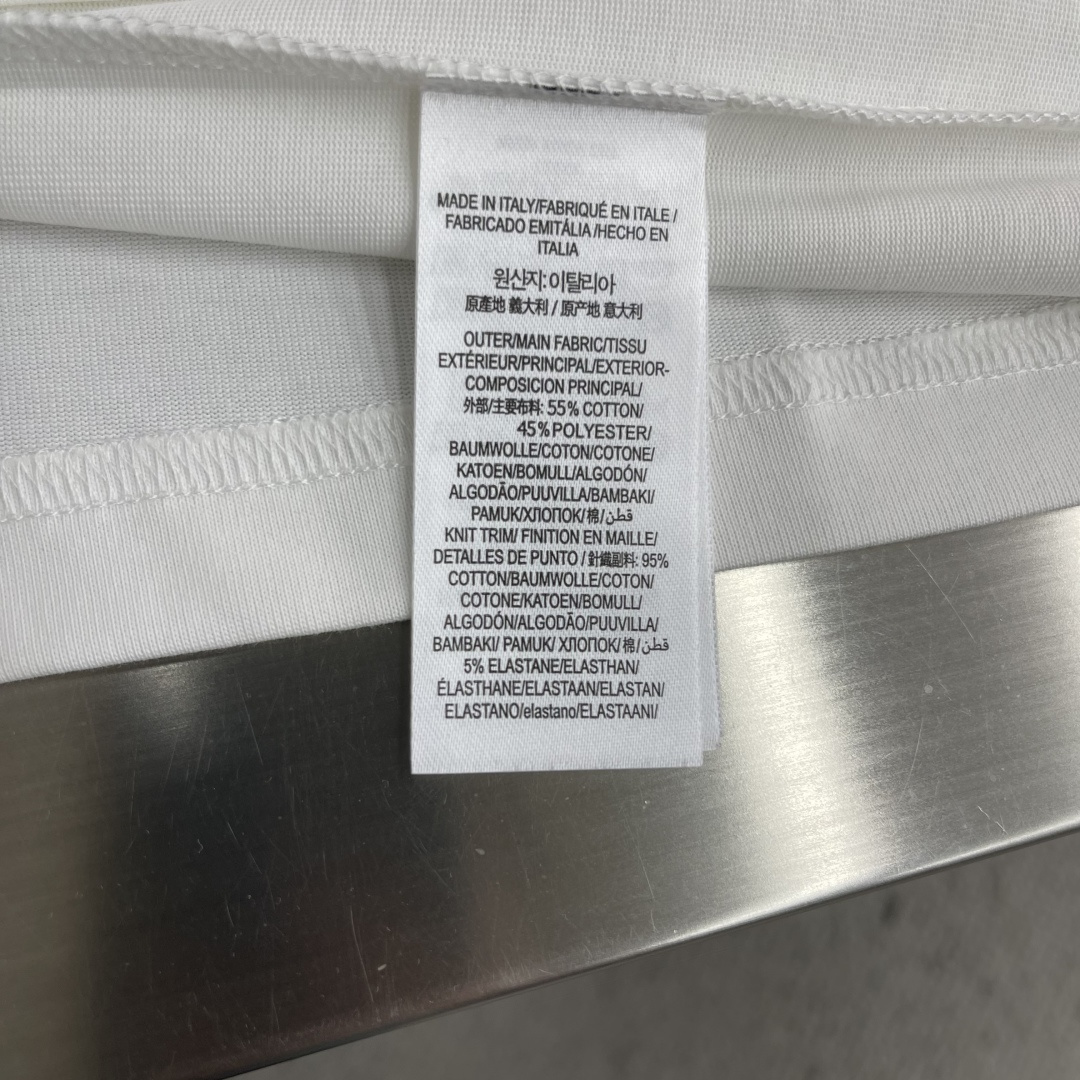 MADE IN ITALY/FABRIQUÉ EN ITALE /
FABRICADO EMITÁLIA /HECHO EN
ITALIA
원산지:이탈리아
原產地 義大利 / 原产地 意大利
OUTER/MAIN FABRIC/TISSU
EXTÉRIEUR/PRINCIPAL/EXTERIOR-
COMPOSICION PRINCIPAL/
外部/主要布料: 55% COTTON/
45%POLYESTER/
BAUMWOLLE/COTON/COTONE/
KATOEN/BOMULL/ALGODÓN/
ALGODÃO/PUUVILLA/BAMBAKI/
PAMUK/ХЛОПОК/棉/قطن
KNIT TRIM/ FINITION EN MAILLE/
DETALLES DE PUNTO / 針織副料: 95%
COTTON/BAUMWOLLE/COTON/
COTONE/KATOEN/BOMULL/
ALGODÓN/ALGODÃO/PUUVILLA/
BAMBAKI/ PAMUK/ ХЛОПОК/棉/قطن
5% ELASTANE/ELASTHAN/
ÉLASTHANE/ELASTAAN/ELASTAN/
ELASTANO/elastano/ELASTAANI/